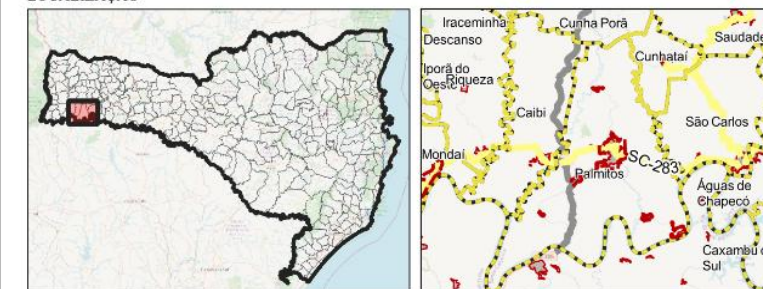 LOCALIZAÇÃO
Iraceminha
Cunha Porã
Saudade
Descanso
Cunhataí
Iporã do
Oeste
Riqueza
Caibi
São Carlos
Mondaí
SC-283
Palmitos
Águas de
Chapecó
Caxambu d
Sul